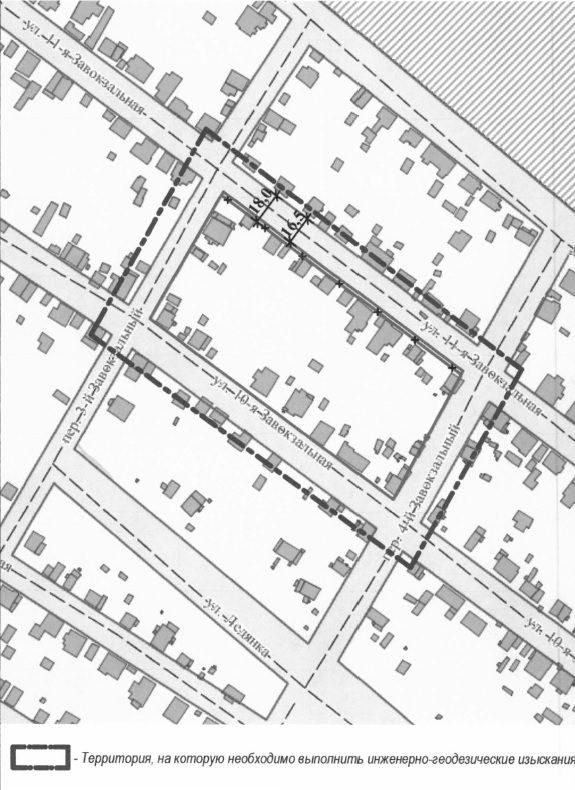 ул. 11-я Завокзальная
18,0
16,5
ул. 11-я Завокзальная
пер. 3-й Завокзальный
ул. 10-я Завокзальная
пер. 4-й Завокзальный
ул. Делянка
ул. 10-я
ая
- Территория, на которую необходимо выполнить инженерно-геодезические изыскания